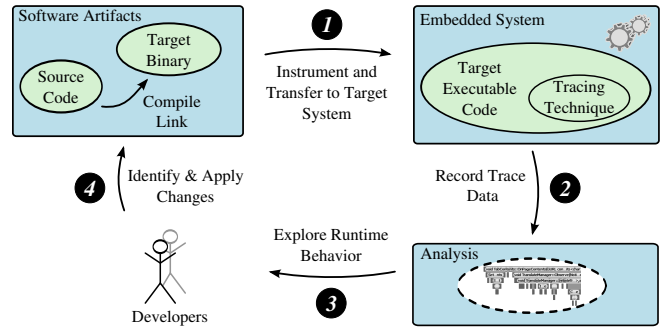 Software Artifacts
Target
Binary
Source
Code
Compile
Link
1
Instrument and
Transfer to Target
System
Embedded System
Target
Executable
Code
Tracing
Technique
Record Trace
Data
2
Analysis
Explore Runtime
Behavior
3
Developers
4
Identify & Apply
Changes